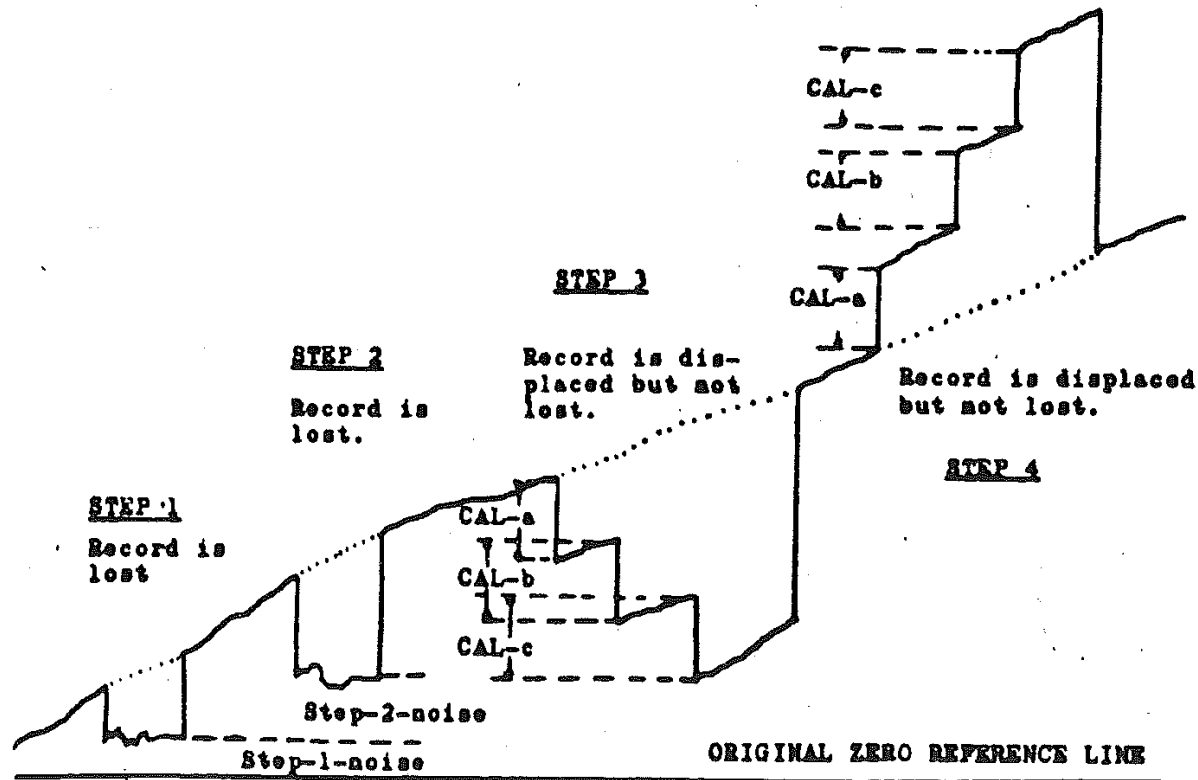 CAL-c
CAL-b
CAL-a
STEP 3
Record is dis-
placed but not
lost.
Record is displaced
but not lost.
STEP 4
STEP 2
Record is
lost.
STEP 1
Record is
lost
CAL-a
CAL-b
CAL-c
Step-2-noise
Step-1-noise
ORIGINAL ZERO REFERENCE LINE